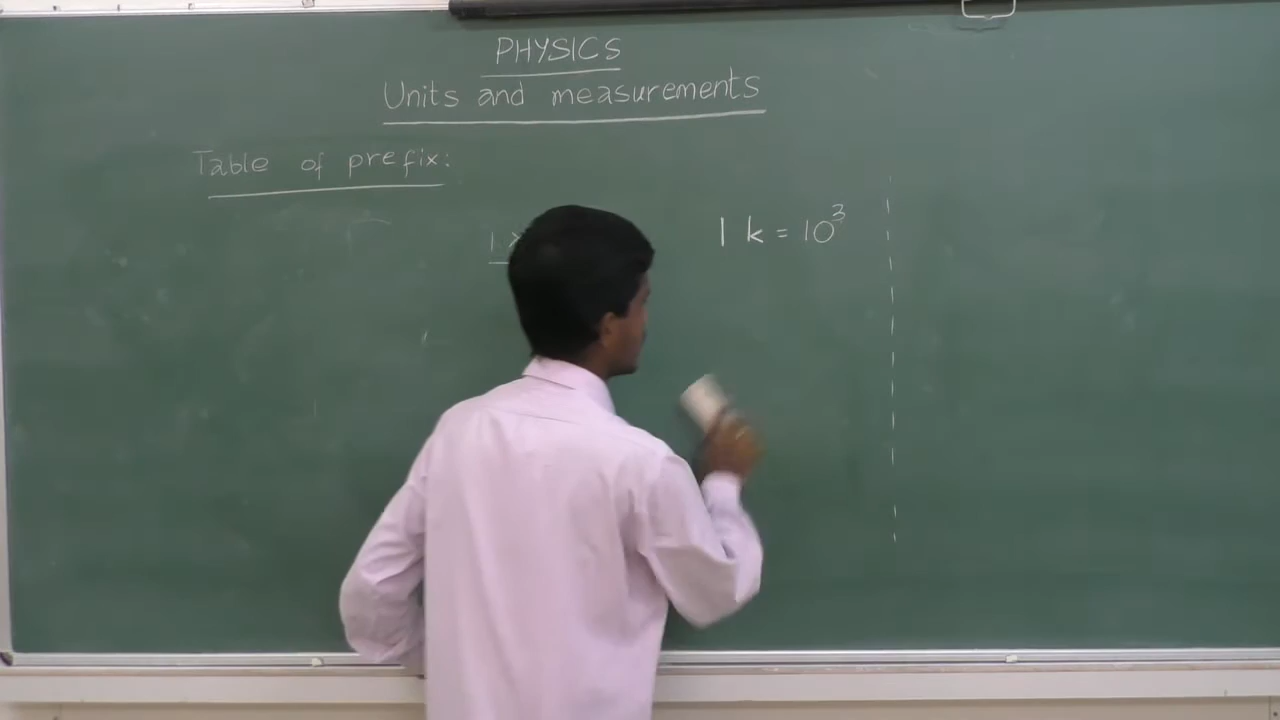 PHYSICS
Units and measurements
Table of prefix:
1 k = 10³